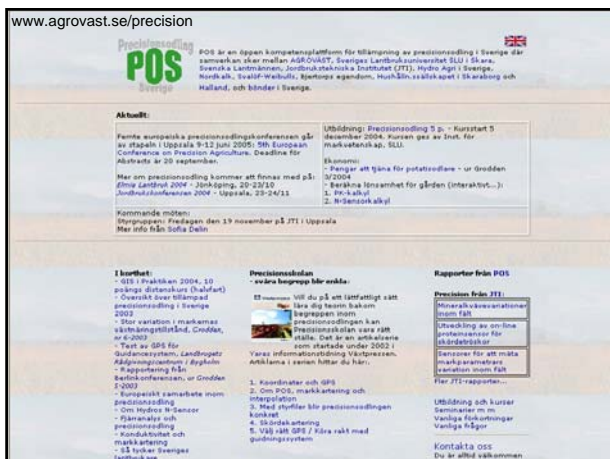 www.agrovast.se/precision
Precisionsodling
POS
Sverige
POS är en öppen kompetensplattform för tillämpning av precisionsodling i Sverige där
samverkan sker mellan AGROVÄST, Sveriges Lantbruksuniversitet SLU i Skara,
Svenska Lantmännen, Jordbrukstekniska Institutet (JTI), Hydro Agri i Sverige,
Nordkalk, Svalöf-Weibulls, Bjertorps egendom, Hushålln.sällskapet i Skaraborg och
Halland, och bönder i Sverige.
Aktuellt:
Femte europeiska precisionsodlingskonferensen går
av stapeln i Uppsala 9-12 juni 2005: 5th European
Conference on Precision Agriculture. Deadline för
Abstracts är 20 september.
Mer om precisionsodling kommer att finnas med på:
Elmia Lantbruk 2004 - Jönköping, 20-23/10
Jordbrukskonferensen 2004 - Uppsala, 23-24/11
Utbildning: Precisionsodling 5 p. - Kursstart 5
december 2004. Kursen ges av Inst. för
markvetenskap, SLU.
Ekonomi:
- Pengar att tjäna för potatisodlare - ur Grodden
3/2004
- Beräkna lönsamhet för gården (interaktivt...):
1. PK-kalkyl
2. N-Sensorkalkyl
Kommande möten:
Styrgruppen: Fredagen den 19 november på JTI i Uppsala
Mer info från Sofia Delin
I korthet:
- GIS i Praktiken 2004, 10
poängs distanskurs (halvfart)
- Översikt över tillämpad
precisionsodling i Sverige
2003
- Stor variation i markernas
växtnäringstillstånd, Grodden,
nr 6-2003
- Test av GPS för
Guidancesystem, Landbrugets
Rådgivningscentrum i Bygholm
- Rapportering från
Berlinkonferensen, ur Grodden
5-2003
- Europeiskt samarbete inom
precisionsodling
- Om Hydros N-Sensor
- Fjärranalys och
precisionsodling
- Konduktivitet och
markkartering
- Så tycker Sveriges
lantbrukare
Precisionsskolan
- svåra begrepp blir enkla:
Vill du på ett lättfattligt sätt
lära dig teorin bakom
begreppen inom
precisionsodlingen kan
Precisionsskolan vara rätt
ställe. Det är en artikelserie
som startade under 2002 i
Yaras informationstidning Växtpressen.
Artiklarna i serien hittar du här:
1. Koordinater och GPS
2. Om POS, markkartering och
interpolation
3. Med styrfiler blir precisionsodlingen
konkret
4. Skördekartering
5. Välj rätt GPS / Köra rakt med
guidningssystem
Rapporter från POS
Precision från JTI:
Mineralkvävevariationer
inom fält
Utveckling av on-line
proteinsensor för
skördetröskor
Sensorer för att mäta
markparametrars
variation inom fält
Fler JTI-rapporter...
Utbildning och kurser
Seminarier m m
Vanliga förkortningar
Vanliga frågor
Kontakta oss
Du är alltid välkommen